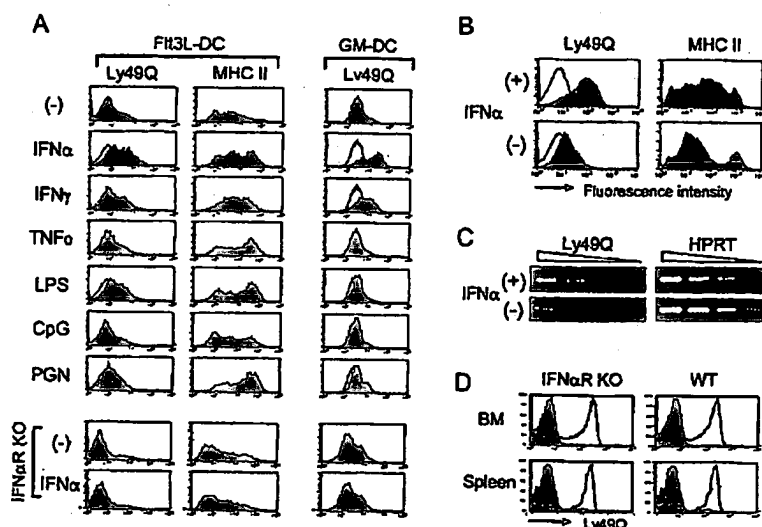 A
Flt3L-DC
GM-DC
Ly49Q
MHC II
Ly49Q
(-)
IFNα
IFNγ
TNFα
LPS
CpG
PGN
IFNαR KO
(-)
IFNα
B
Ly49Q
MHC II
IFNα
(+)
(-)
Fluorescence intensity
C
Ly49Q
HPRT
IFNα
(+)
(-)
D
IFNαR KO
WT
BM
Spleen
Ly49Q